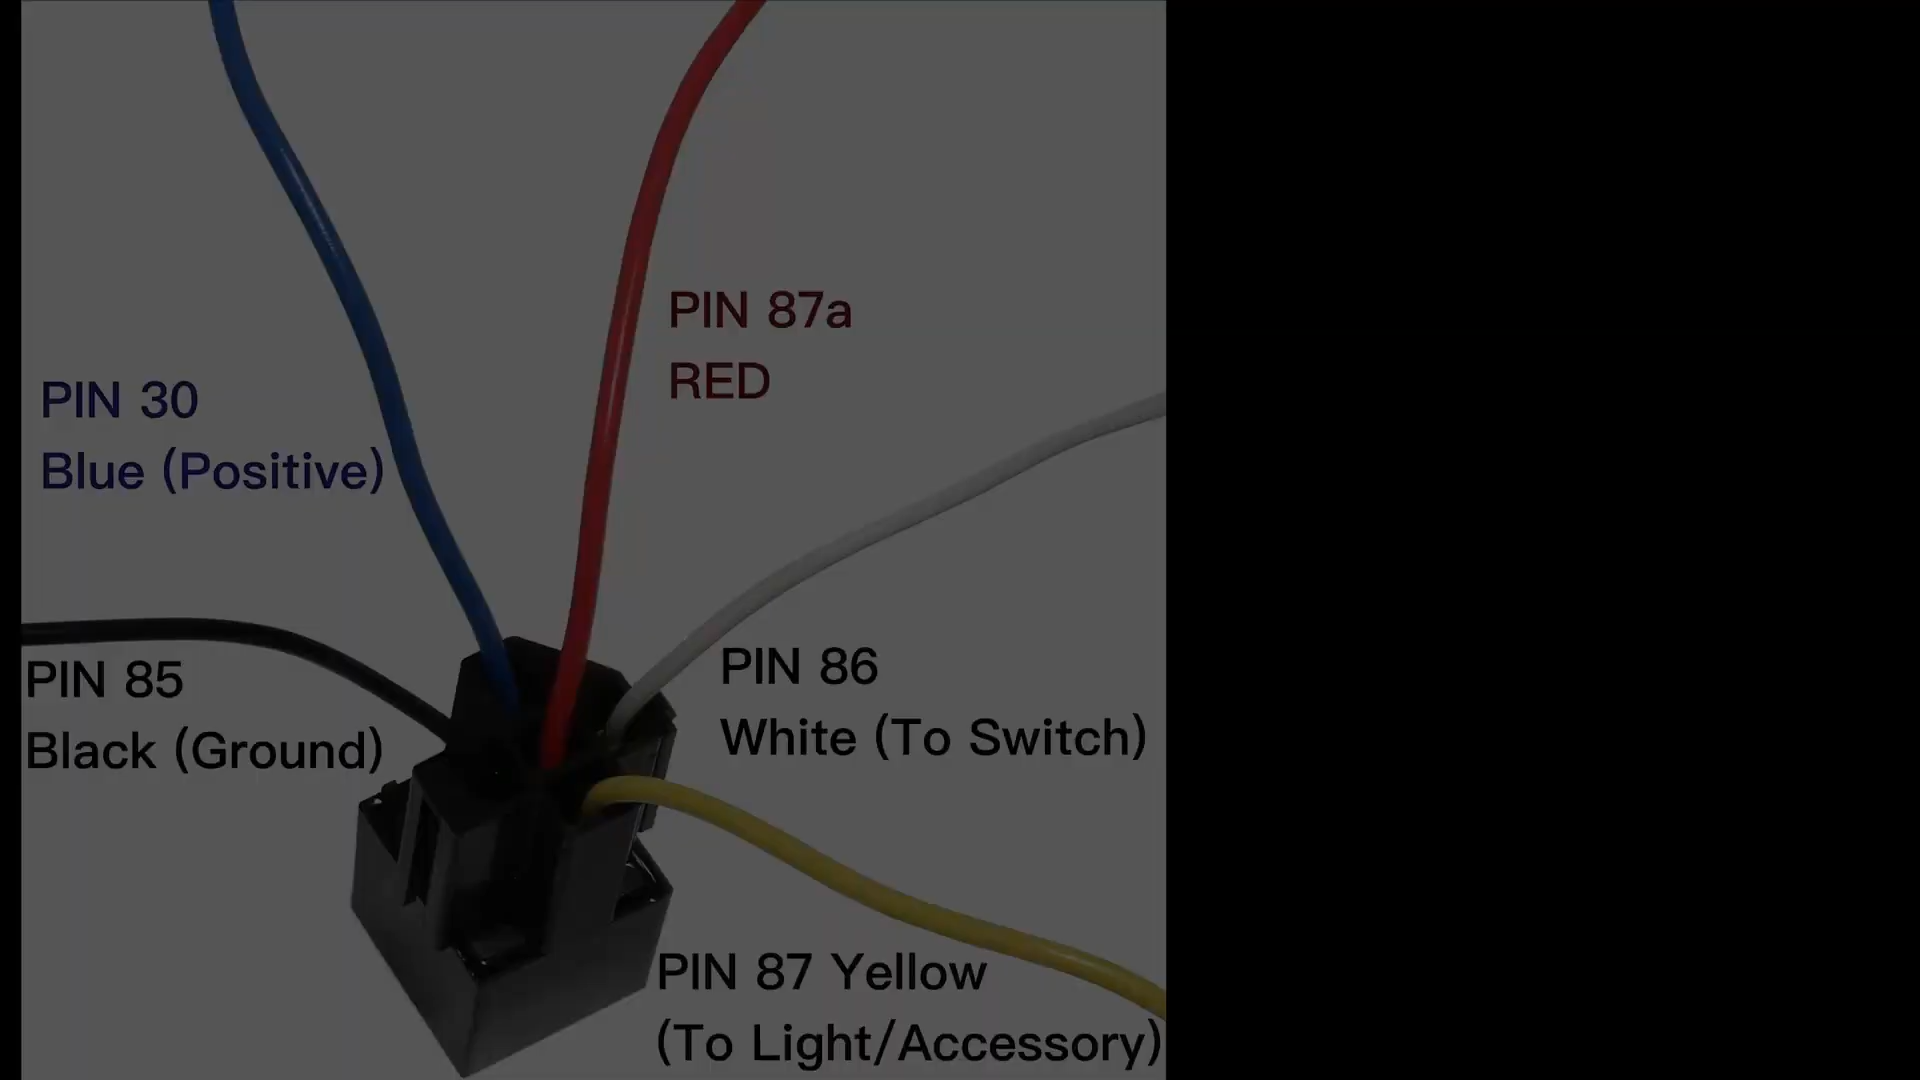 PIN 87a
RED
PIN 30
Blue (Positive)
PIN 85
Black (Ground)
PIN 86
White (To Switch)
PIN 87 Yellow
(To Light/Accessory)